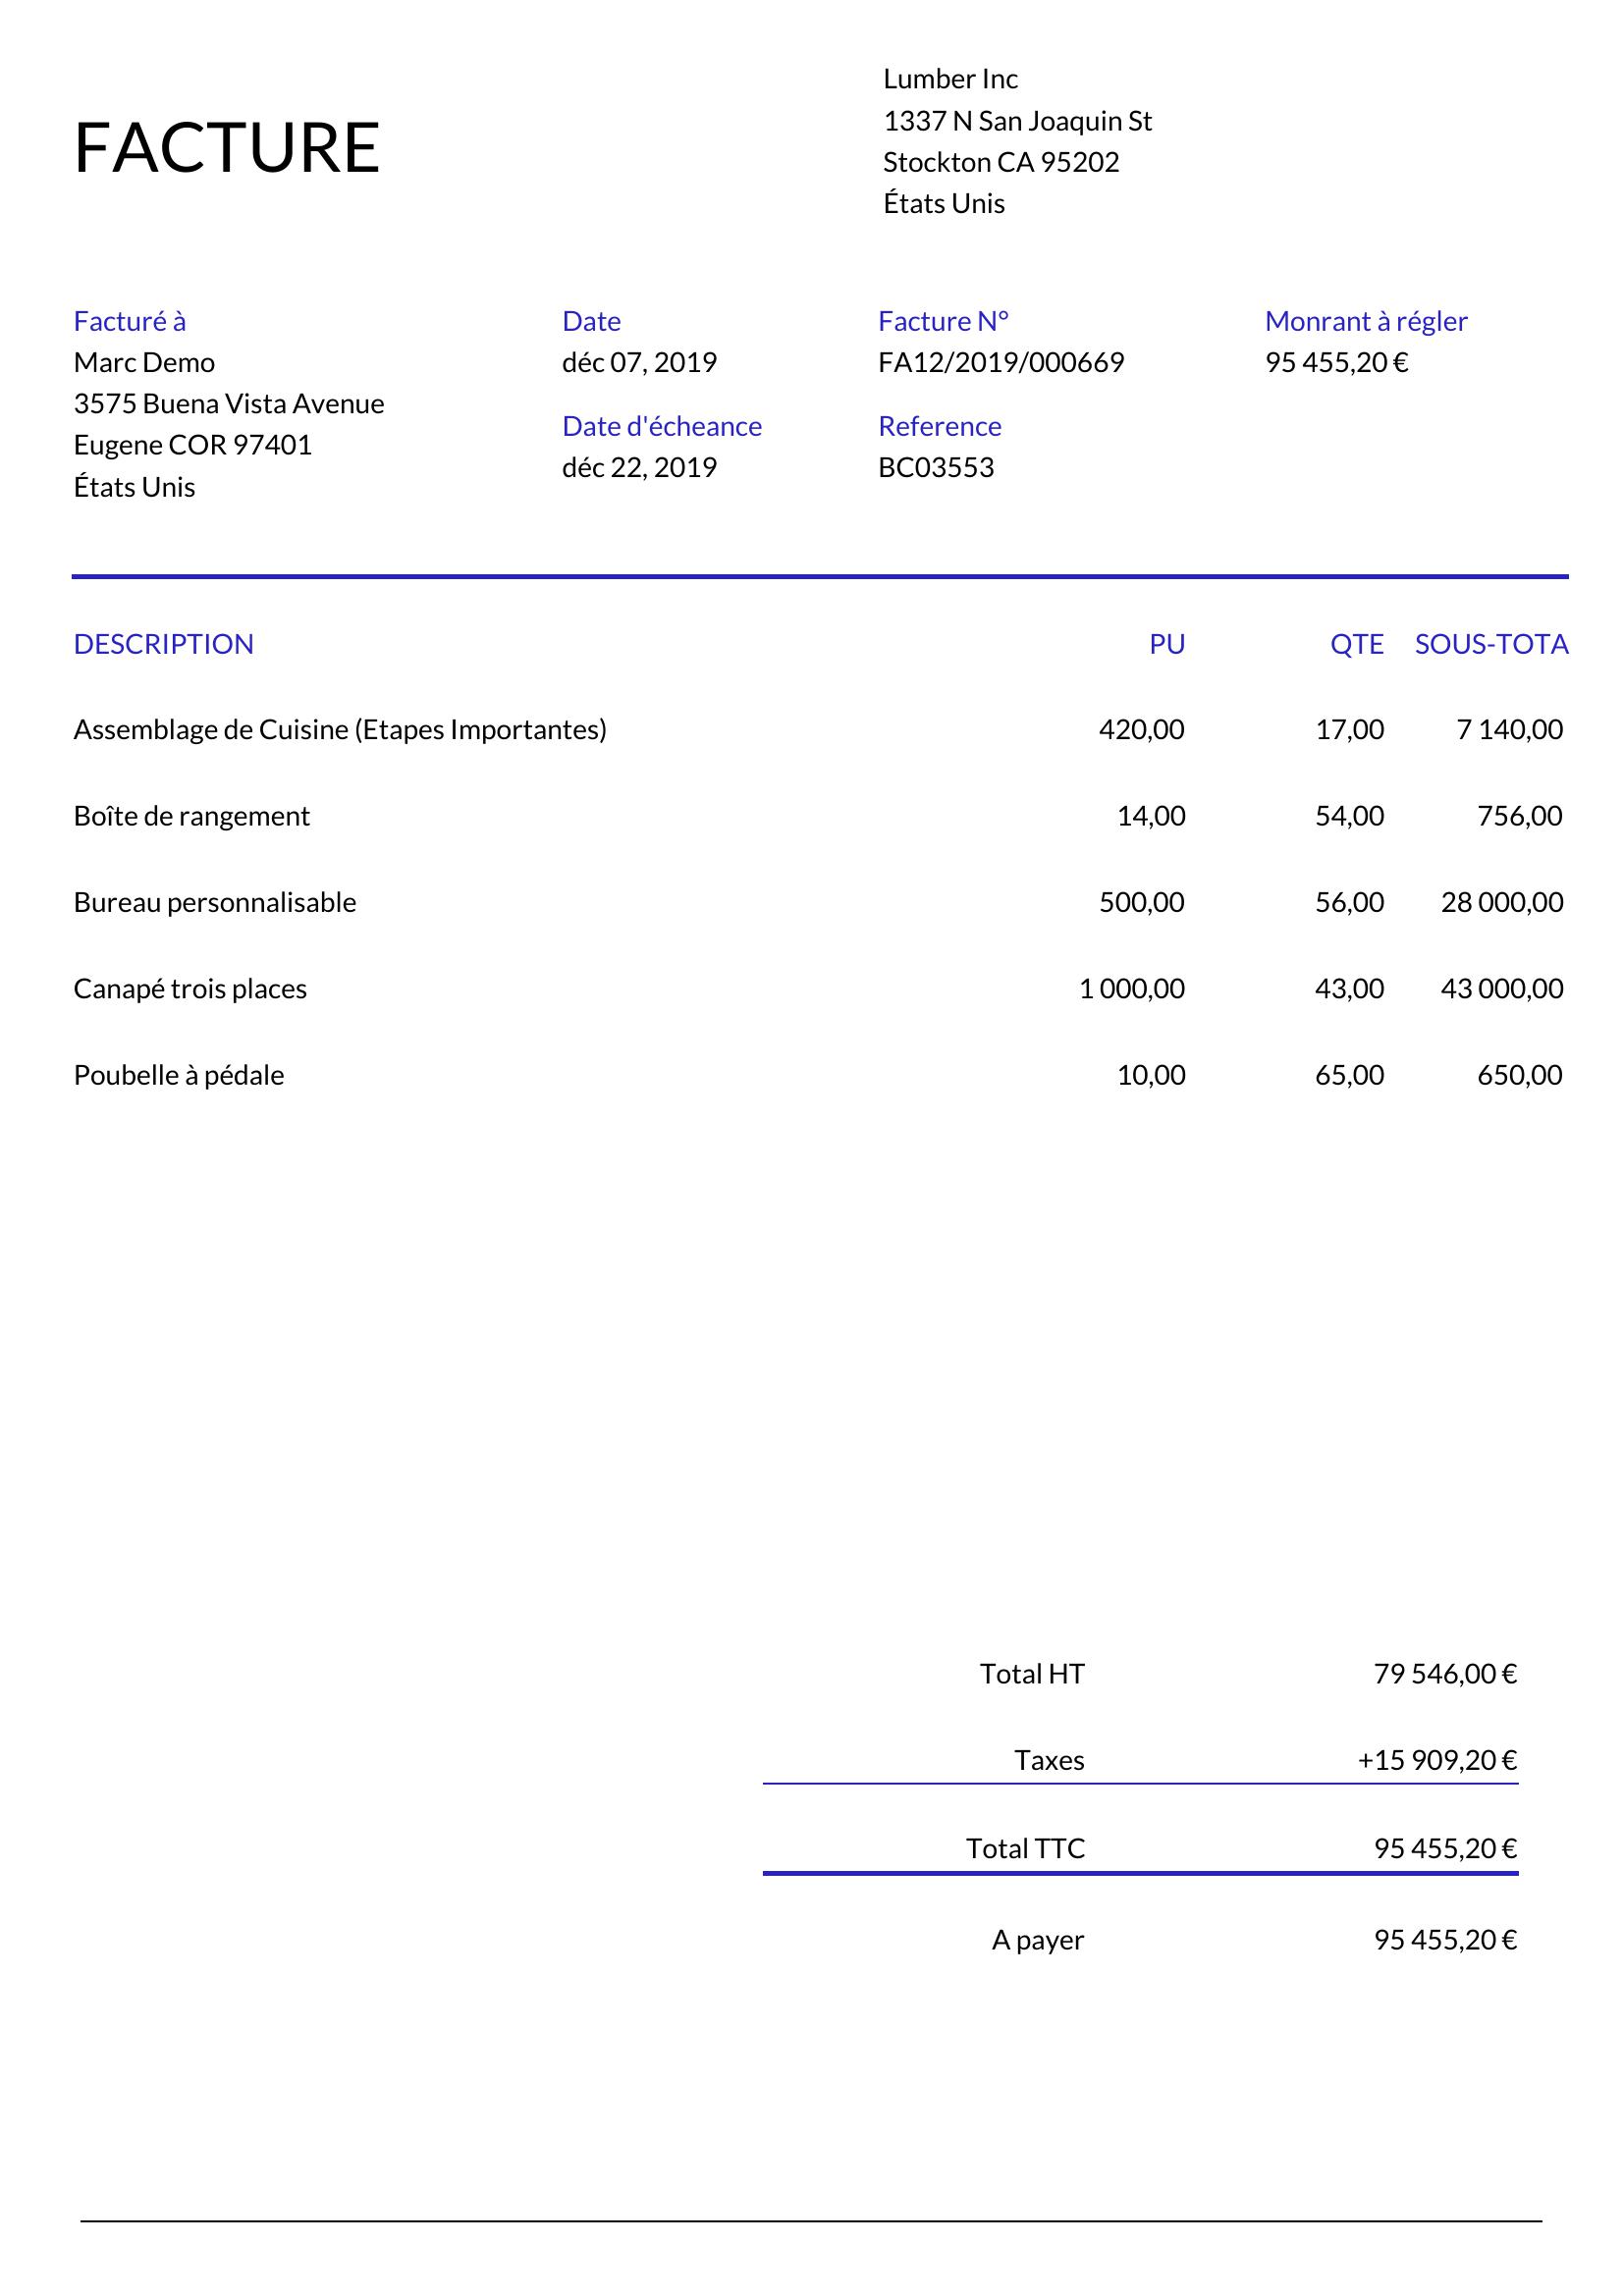 Lumber Inc
1337 N San Joaquin St
Stockton CA 95202
États Unis
FACTURE
Facturé à
Marc Demo
3575 Buena Vista Avenue
Eugene COR 97401
États Unis
Date
déc 07, 2019
Date d'écheance
déc 22, 2019
Facture N°
FA12/2019/000669
Reference
BC03553
Monrant à régler
95 455,20 €
DESCRIPTION PU QTE SOUS-TOTA
Assemblage de Cuisine (Etapes Importantes) 420,00 17,00 7 140,00
Boîte de rangement 14,00 54,00 756,00
Bureau personnalisable 500,00 56,00 28 000,00
Canapé trois places 1 000,00 43,00 43 000,00
Poubelle à pédale 10,00 65,00 650,00
Total HT 79 546,00 €
Taxes +15 909,20 €
Total TTC 95 455,20 €
A payer 95 455,20 €